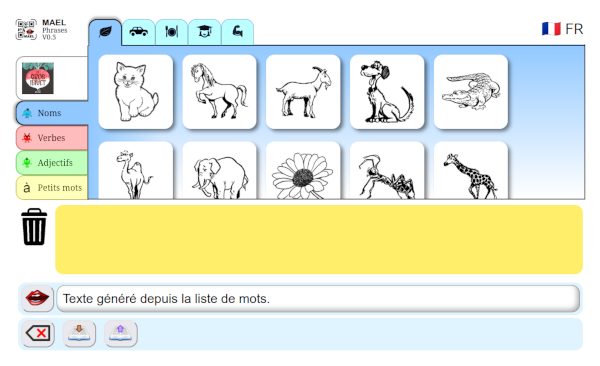 MAEL
Phrases
V0.5
FR
Noms
Verbes
Adjectifs
à Petits mots
Texte généré depuis la liste de mots.